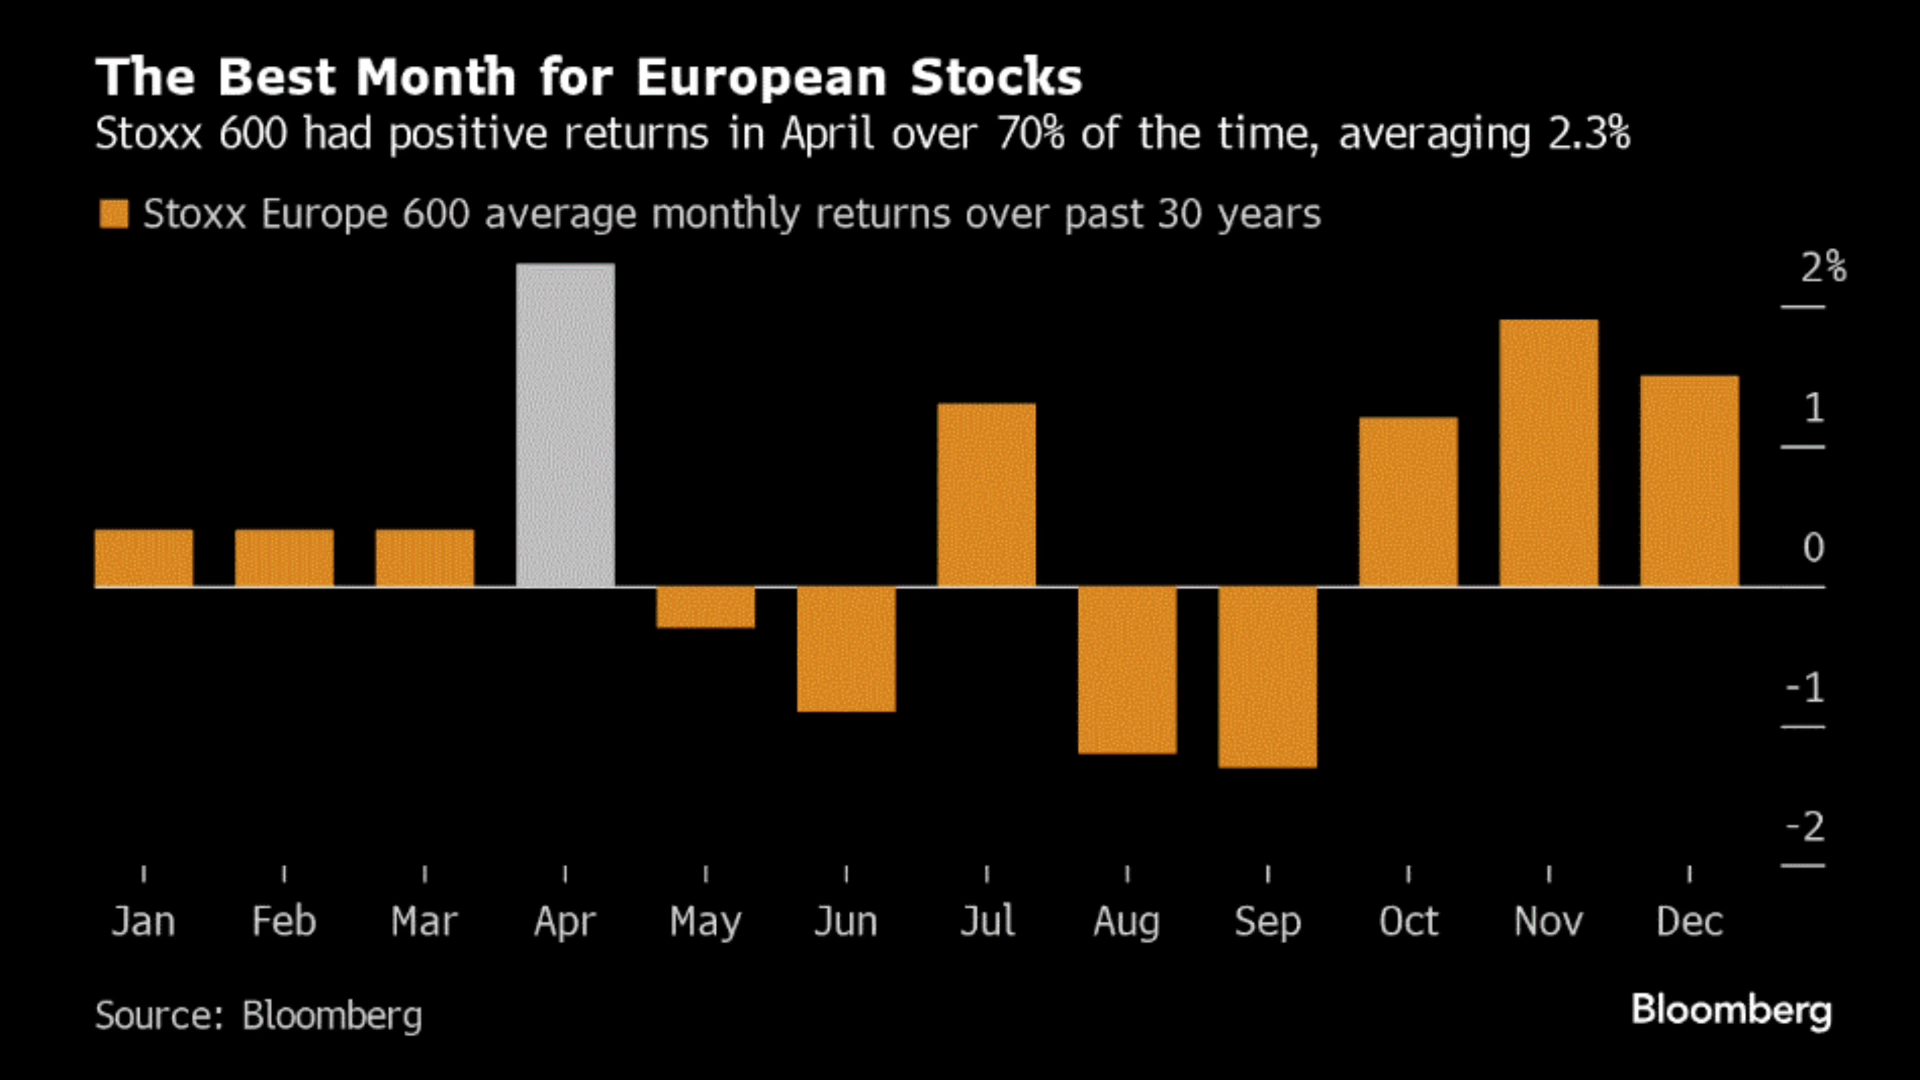 The Best Month for European Stocks
Stoxx 600 had positive returns in April over 70% of the time, averaging 2.3%
Stoxx Europe 600 average monthly returns over past 30 years
2%
1
0
-1
-2
Jan Feb Mar Apr May Jun Jul Aug Sep Oct Nov Dec
Source: Bloomberg
Bloomberg